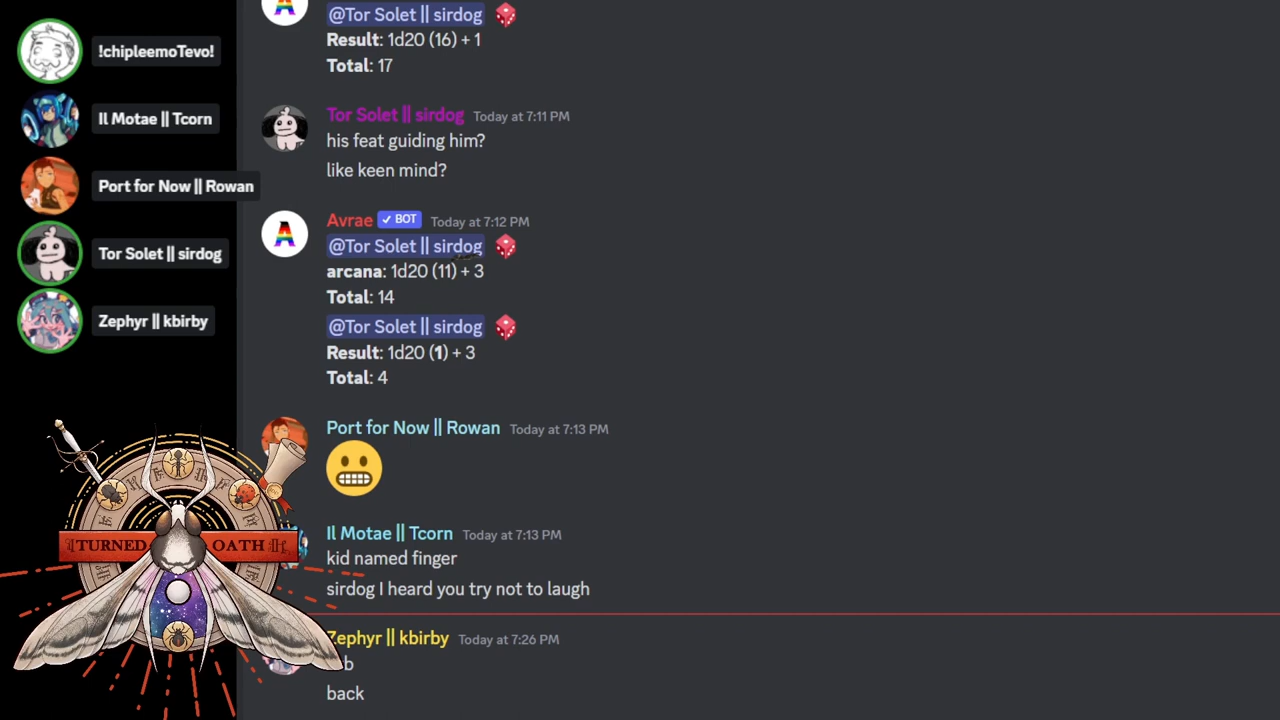 !chipleemoTevo!
Il Motae || Tcorn
Port for Now || Rowan
Tor Solet || sirdog
Zephyr || kbirby
TURNED OATH
@Tor Solet || sirdog
Result: 1d20 (16) + 1
Total: 17
Tor Solet || sirdog Today at 7:11 PM
his feat guiding him?
like keen mind?
Avrae ✓ BOT Today at 7:12 PM
@Tor Solet || sirdog
arcana: 1d20 (11) + 3
Total: 14
@Tor Solet || sirdog
Result: 1d20 (1) + 3
Total: 4
Port for Now || Rowan Today at 7:13 PM
Il Motae || Tcorn Today at 7:13 PM
kid named finger
sirdog I heard you try not to laugh
Zephyr || kbirby Today at 7:26 PM
back